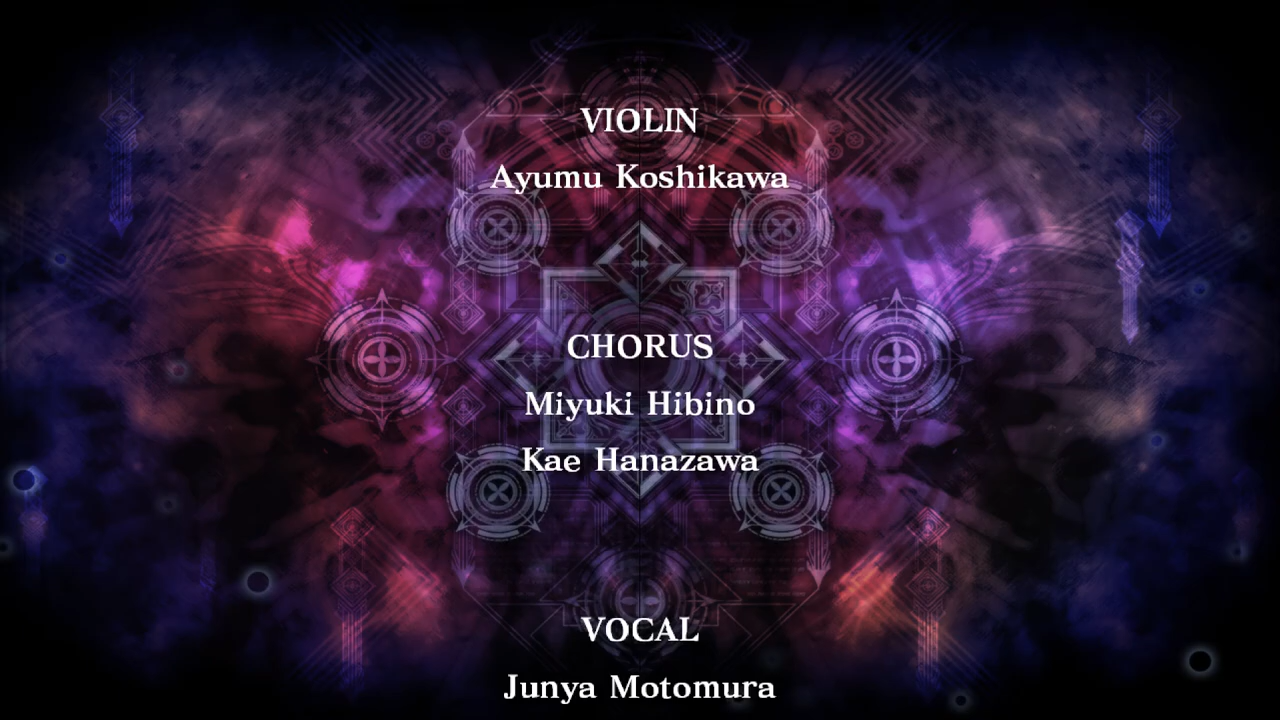 VIOLIN
Ayumu Koshikawa
CHORUS
Miyuki Hibino
Kae Hanazawa
VOCAL
Junya Motomura